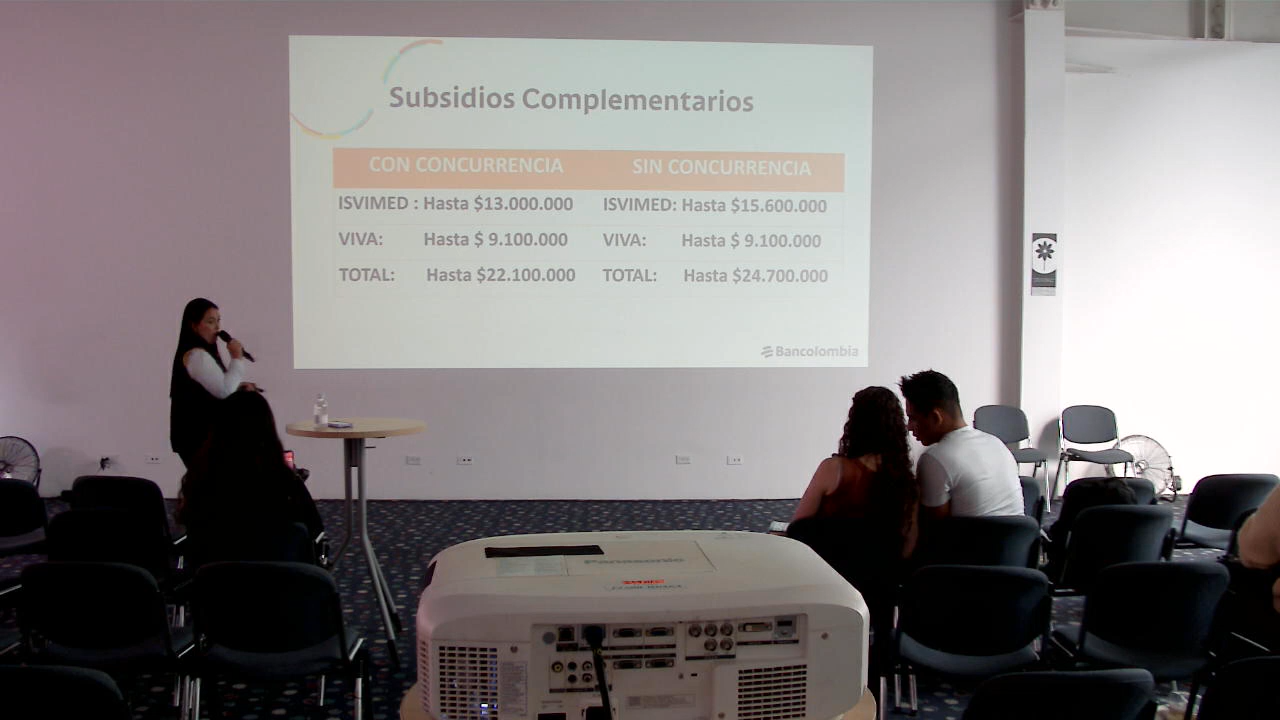 Subsidios Complementarios
CON CONCURRENCIA SIN CONCURRENCIA
ISVIMED : Hasta $13.000.000 ISVIMED: Hasta $15.600.000
VIVA: Hasta $ 9.100.000 VIVA: Hasta $ 9.100.000
TOTAL: Hasta $22.100.000 TOTAL: Hasta $24.700.000
Bancolombia
Panasonic